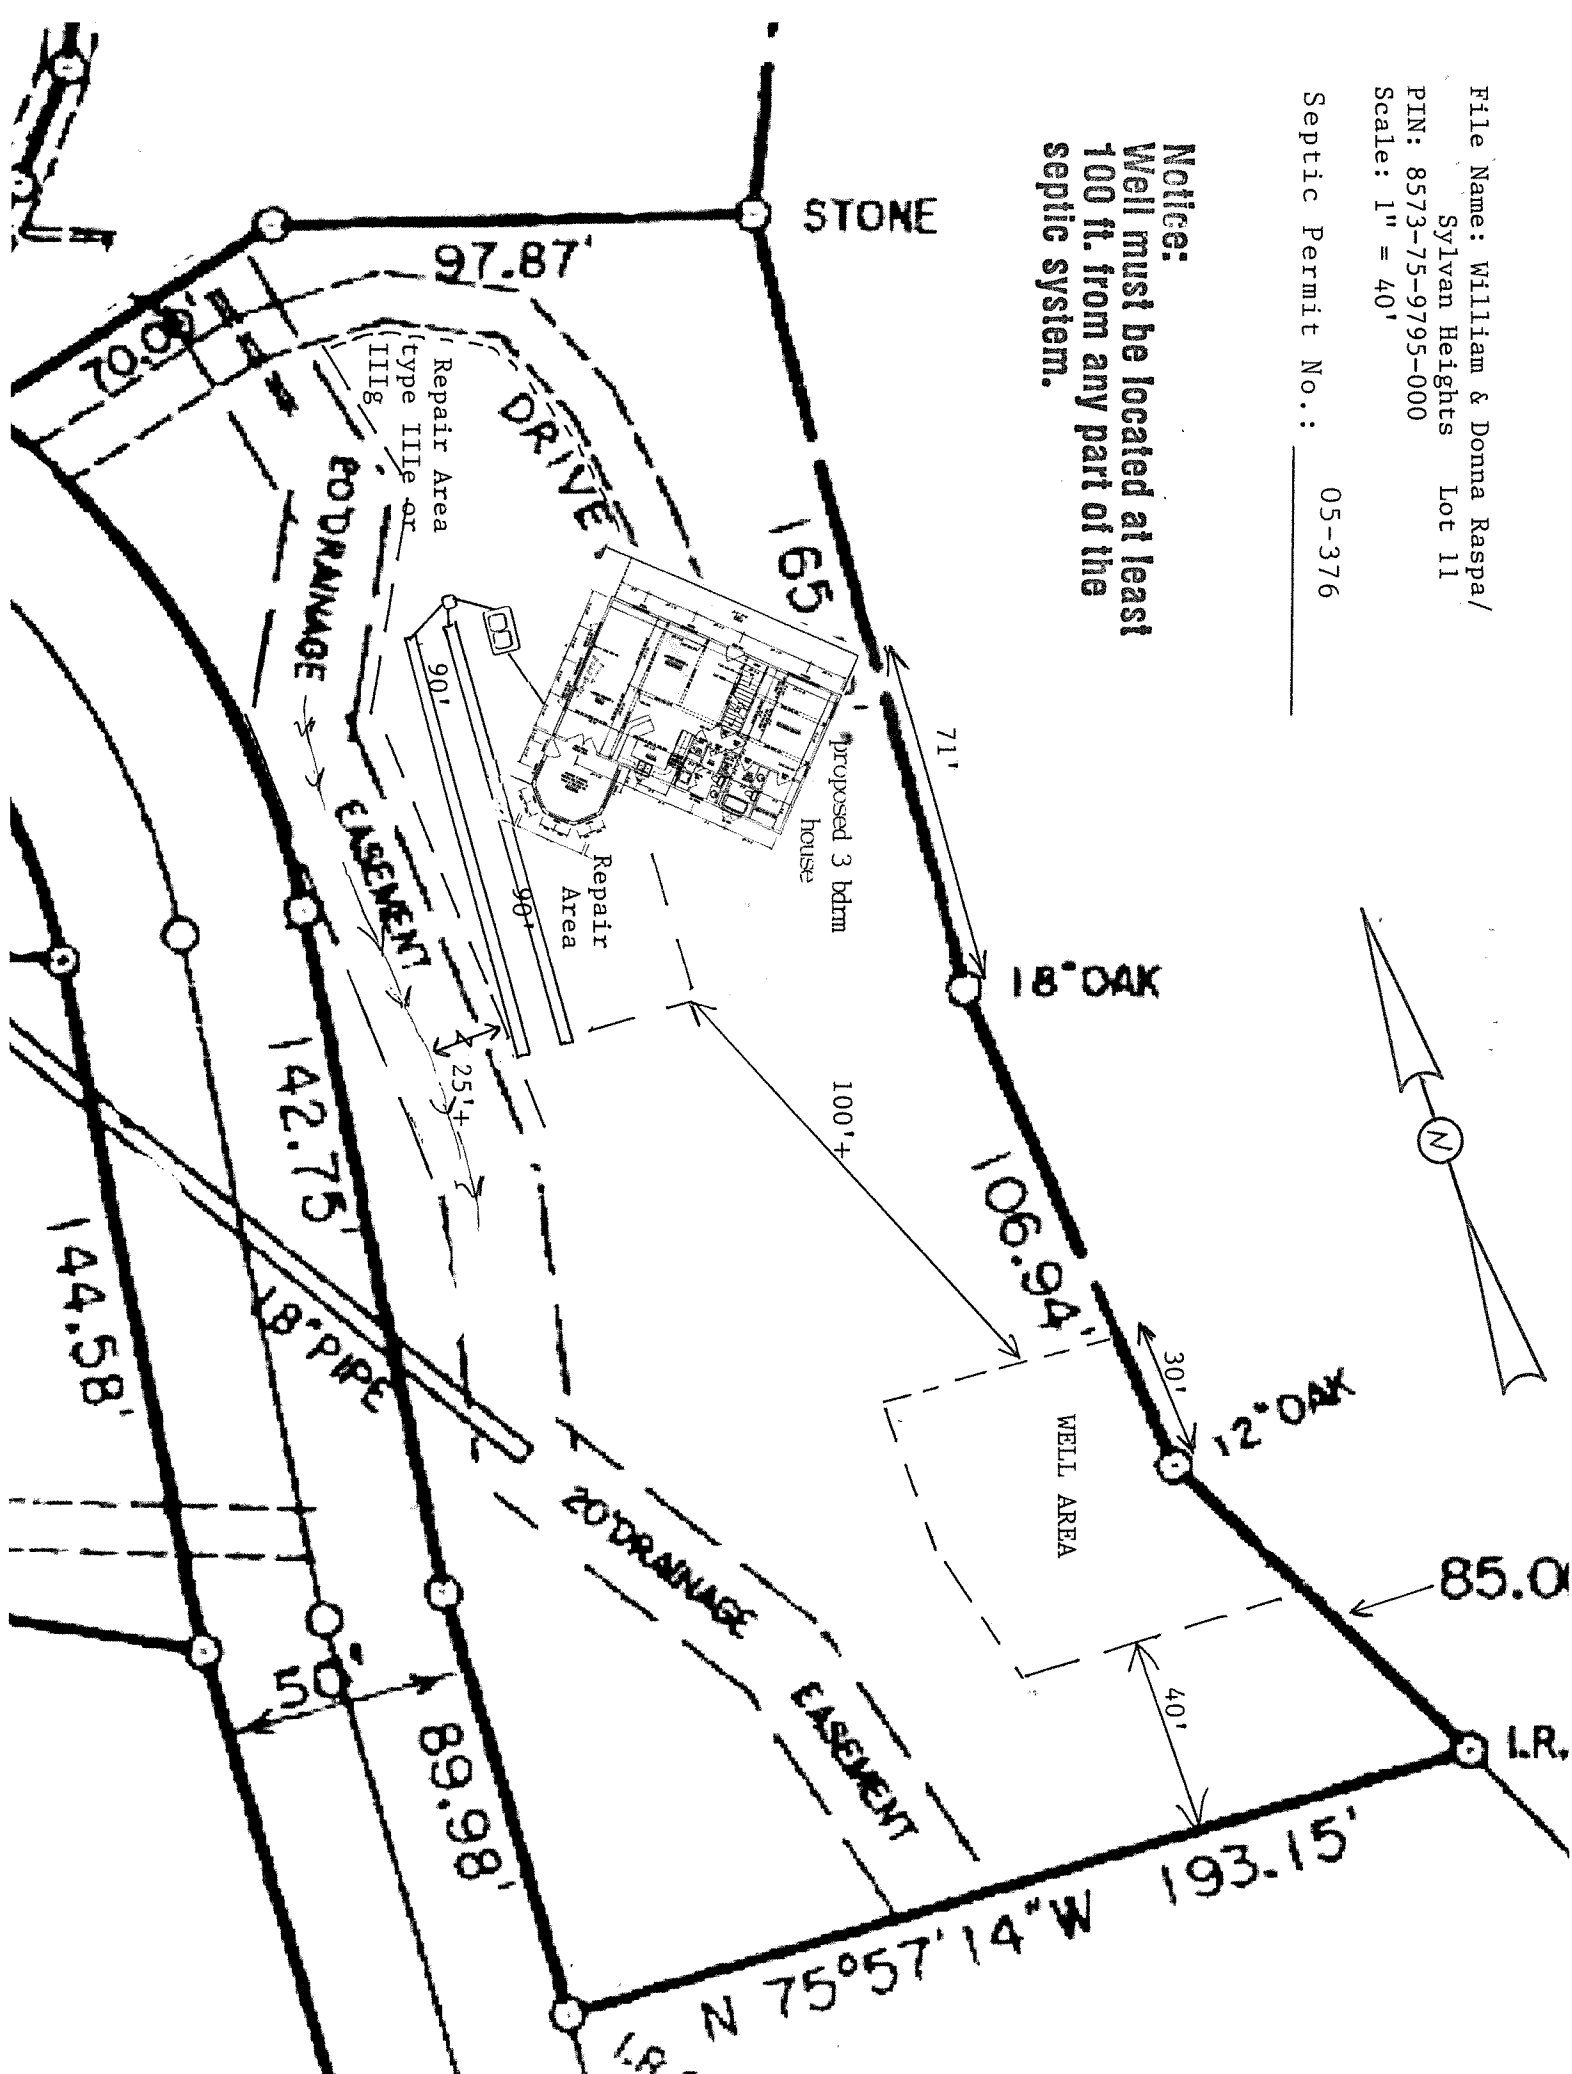 File Name: William & Donna Raspa/
Sylvan Heights Lot 11
PIN: 8573-75-9795-000
Scale: 1" = 40'
Septic Permit No.: 05-376
Notice:
Well must be located at least
100 ft. from any part of the
septic system.
STONE
97.87'
70.00'
DRIVE
Repair Area
type IIIe or
IIIg
DRAINAGE
EASEMENT
165
71'
proposed 3 bdrm
house
90'
90'
Repair
Area
25'+
18" OAK
100'+
106.94'
30'
12" OAK
WELL AREA
85.0
40'
I.R.
142.75'
144.58'
18" PIPE
20' DRAINAGE
EASEMENT
50'
89.98'
193.15'
N 75°57'14" W
I.R.
N